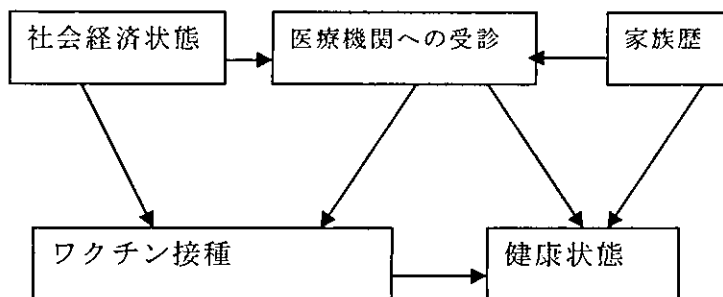 社会経済状態
医療機関への受診
家族歴
ワクチン接種
健康状態